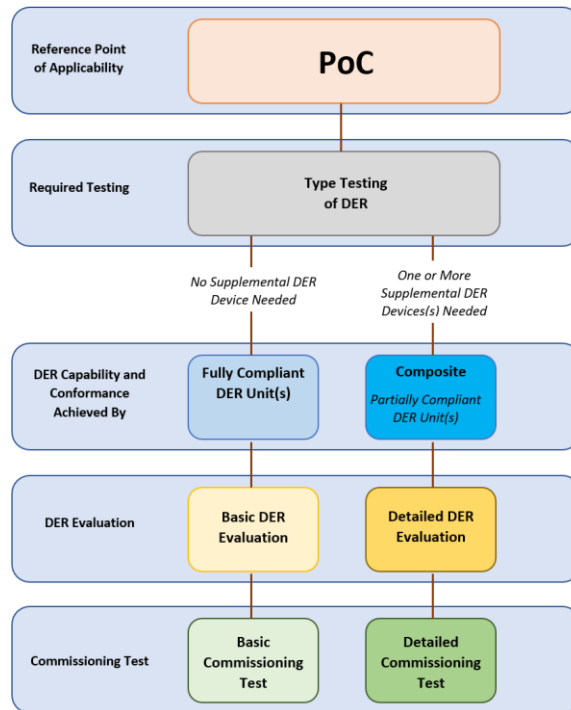 Reference Point
of Applicability
PoC
Required Testing
Type Testing
of DER
No Supplemental DER
Device Needed
One or More
Supplemental DER
Devices(s) Needed
DER Capability and
Conformance
Achieved By
Fully Compliant
DER Unit(s)
Composite
Partially Compliant
DER Unit(s)
DER Evaluation
Basic DER
Evaluation
Detailed DER
Evaluation
Commissioning Test
Basic
Commissioning
Test
Detailed
Commissioning
Test